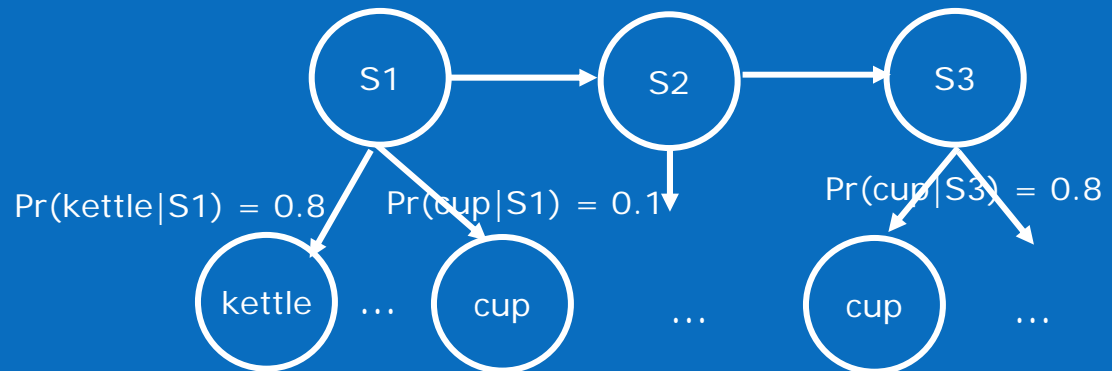 S1
S2
S3
Pr(kettle|S1) = 0.8
Pr(cup|S1) = 0.1
Pr(cup|S3) = 0.8
kettle
...
cup
...
cup
...